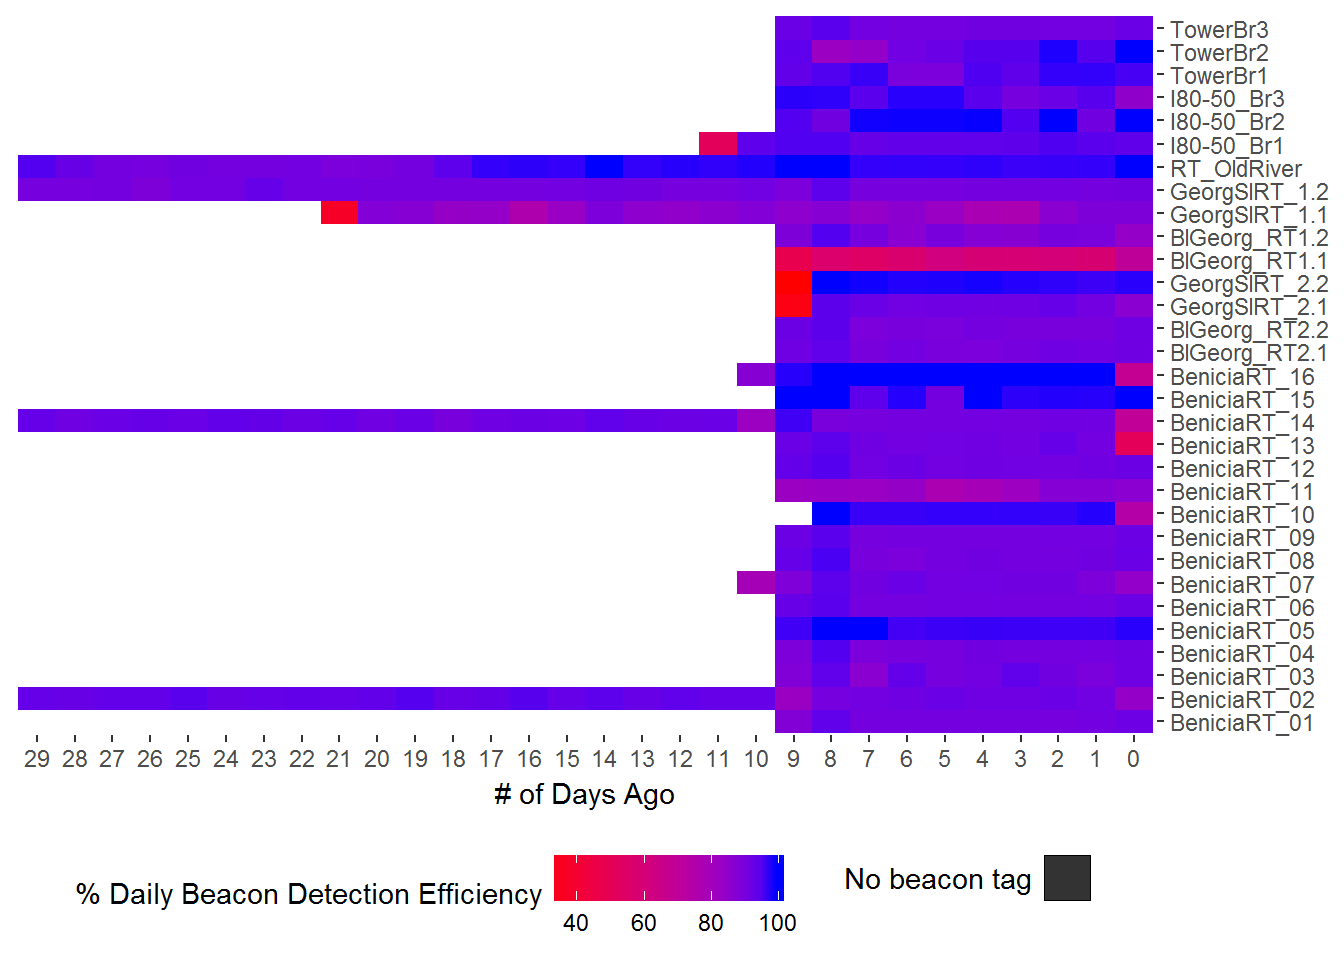 TowerBr3
TowerBr2
TowerBr1
I80-50_Br3
I80-50_Br2
I80-50_Br1
RT_OldRiver
GeorgSlRT_1.2
GeorgSlRT_1.1
BlGeorg_RT1.2
BlGeorg_RT1.1
GeorgSlRT_2.2
GeorgSlRT_2.1
BlGeorg_RT2.2
BlGeorg_RT2.1
BeniciaRT_16
BeniciaRT_15
BeniciaRT_14
BeniciaRT_13
BeniciaRT_12
BeniciaRT_11
BeniciaRT_10
BeniciaRT_09
BeniciaRT_08
BeniciaRT_07
BeniciaRT_06
BeniciaRT_05
BeniciaRT_04
BeniciaRT_03
BeniciaRT_02
BeniciaRT_01
29 28 27 26 25 24 23 22 21 20 19 18 17 16 15 14 13 12 11 10 9 8 7 6 5 4 3 2 1 0
# of Days Ago
% Daily Beacon Detection Efficiency
40 60 80 100
No beacon tag